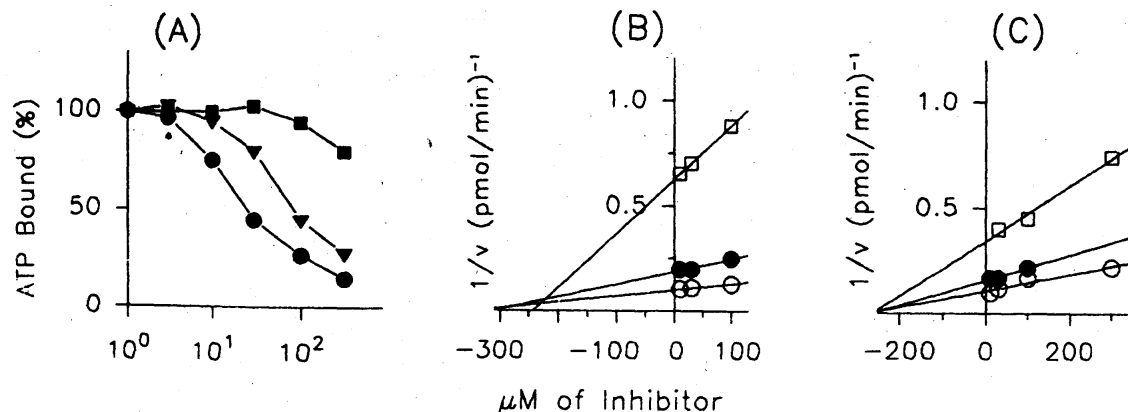 (A)
(B)
(C)
ATP Bound (%)
100
50
0
10⁰
10¹
10²
1/v (pmol/min)⁻¹
1.0
0.5
−300
−100
0
100
1/v (pmol/min)⁻¹
1.0
0.5
−200
0
200
μM of Inhibitor